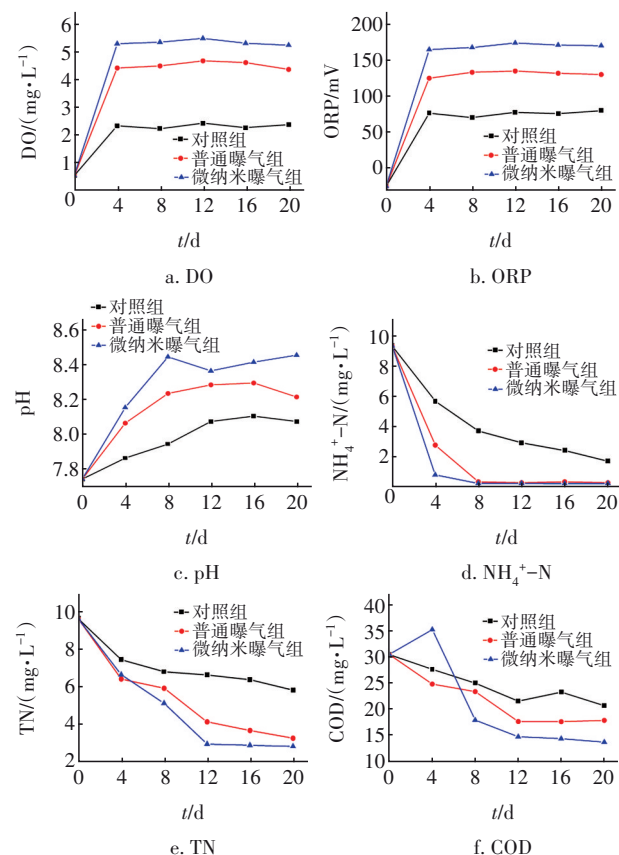 DO/(mg·L⁻¹)
6
5
4
3
2
1
0
对照组
普通曝气组
微纳米曝气组
0 4 8 12 16 20
t/d
a. DO
ORP/mV
200
150
100
50
0
对照组
普通曝气组
微纳米曝气组
0 4 8 12 16 20
t/d
b. ORP
pH
8.6
8.4
8.2
8.0
7.8
对照组
普通曝气组
微纳米曝气组
0 4 8 12 16 20
t/d
c. pH
NH₄⁺-N/(mg·L⁻¹)
10
8
6
4
2
对照组
普通曝气组
微纳米曝气组
0 4 8 12 16 20
t/d
d. NH₄⁺-N
TN/(mg·L⁻¹)
10
8
6
4
2
对照组
普通曝气组
微纳米曝气组
0 4 8 12 16 20
t/d
e. TN
COD/(mg·L⁻¹)
40
35
30
25
20
15
10
对照组
普通曝气组
微纳米曝气组
0 4 8 12 16 20
t/d
f. COD